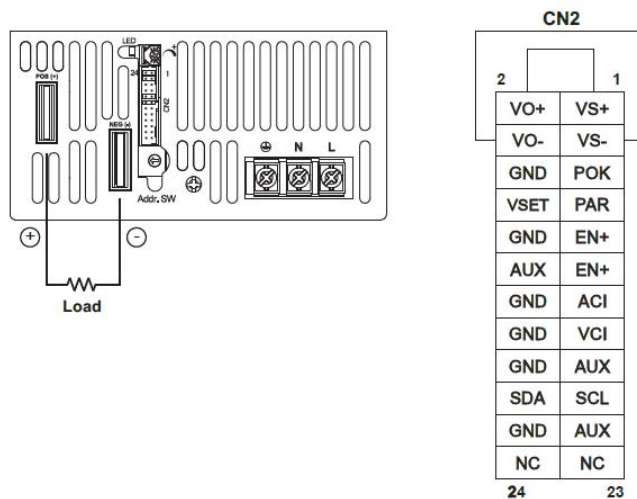 CN2
LED
+
24 1
POS (+)
CN2
NEG (-)
Addr. SW
N L
+ -
Load
2 1
VO+ VS+
VO- VS-
GND POK
VSET PAR
GND EN+
AUX EN+
GND ACI
GND VCI
GND AUX
SDA SCL
GND AUX
NC NC
24 23